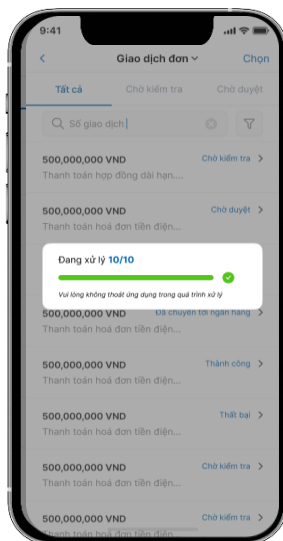 9:41
Giao dịch đơn
Chọn
Tất cả
Chờ kiểm tra
Chờ duyệt
Số giao dịch
500,000,000 VND
Chờ kiểm tra
Thanh toán hợp đồng dài hạn....
500,000,000 VND
Chờ duyệt
Thanh toán hoá đơn tiền điện...
Đang xử lý 10/10
Vui lòng không thoát ứng dụng trong quá trình xử lý
500,000,000 VND
Đã chuyển tới ngân hàng
Thanh toán hoá đơn tiền điện...
500,000,000 VND
Thành công
Thanh toán hoá đơn tiền điện...
500,000,000 VND
Thất bại
Thanh toán hoá đơn tiền điện...
500,000,000 VND
Chờ kiểm tra
Thanh toán hoá đơn tiền điện...
500,000,000 VND
Chờ kiểm tra
Thanh toán hoá đơn tiền điện...